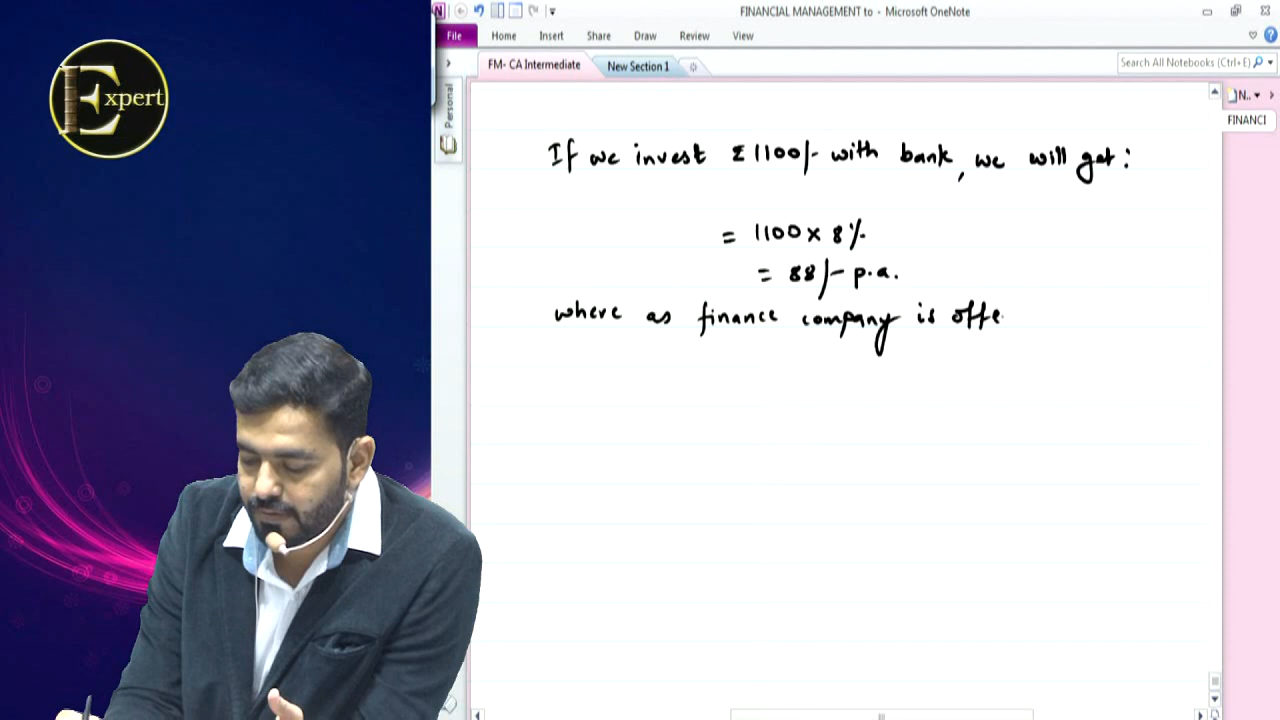 Expert
FINANCIAL MANAGEMENT to - Microsoft OneNote
File Home Insert Share Draw Review View
FM- CA Intermediate New Section 1
Search All Notebooks (Ctrl+E)
Personal
N..
FINANCI
If we invest ₹ 1100/- with bank, we will get:
= 1100 × 8%
= 88/- p.a.
where as finance company is offe